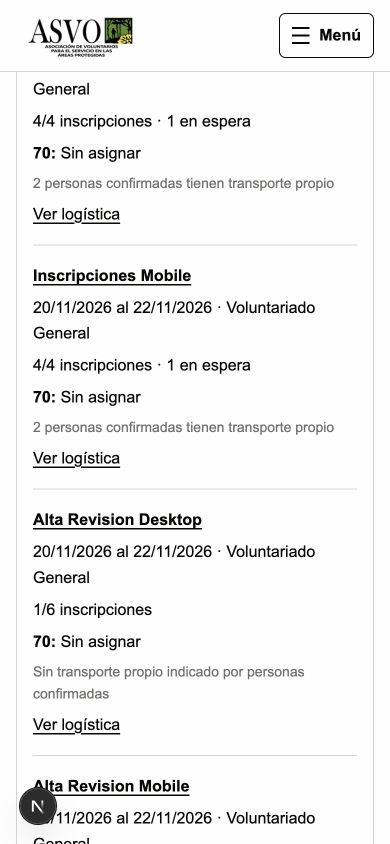 ASVO
ASOCIACIÓN DE VOLUNTARIOS
PARA EL SERVICIO EN LAS
ÁREAS PROTEGIDAS
Menú
General
4/4 inscripciones · 1 en espera
70: Sin asignar
2 personas confirmadas tienen transporte propio
Ver logística
Inscripciones Mobile
20/11/2026 al 22/11/2026 · Voluntariado
General
4/4 inscripciones · 1 en espera
70: Sin asignar
2 personas confirmadas tienen transporte propio
Ver logística
Alta Revision Desktop
20/11/2026 al 22/11/2026 · Voluntariado
General
1/6 inscripciones
70: Sin asignar
Sin transporte propio indicado por personas
confirmadas
Ver logística
Alta Revision Mobile
N
/11/2026 al 22/11/2026 · Voluntariado
General